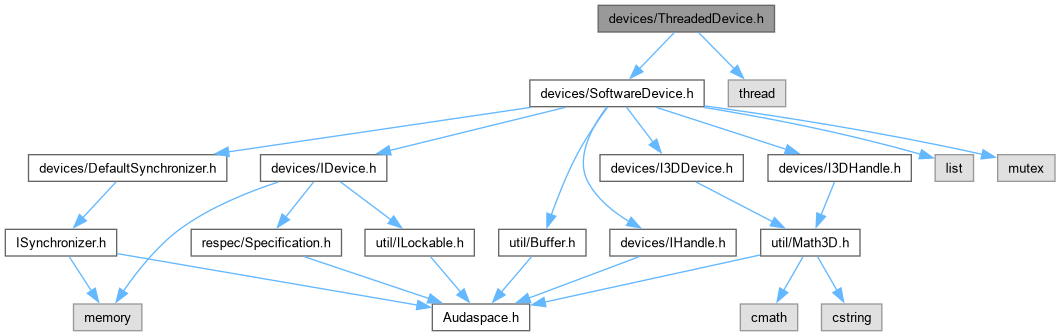 devices/ThreadedDevice.h
devices/SoftwareDevice.h
thread
devices/DefaultSynchronizer.h
devices/IDevice.h
devices/I3DDevice.h
devices/I3DHandle.h
list
mutex
ISynchronizer.h
respec/Specification.h
util/ILockable.h
util/Buffer.h
devices/IHandle.h
util/Math3D.h
memory
Audaspace.h
cmath
cstring